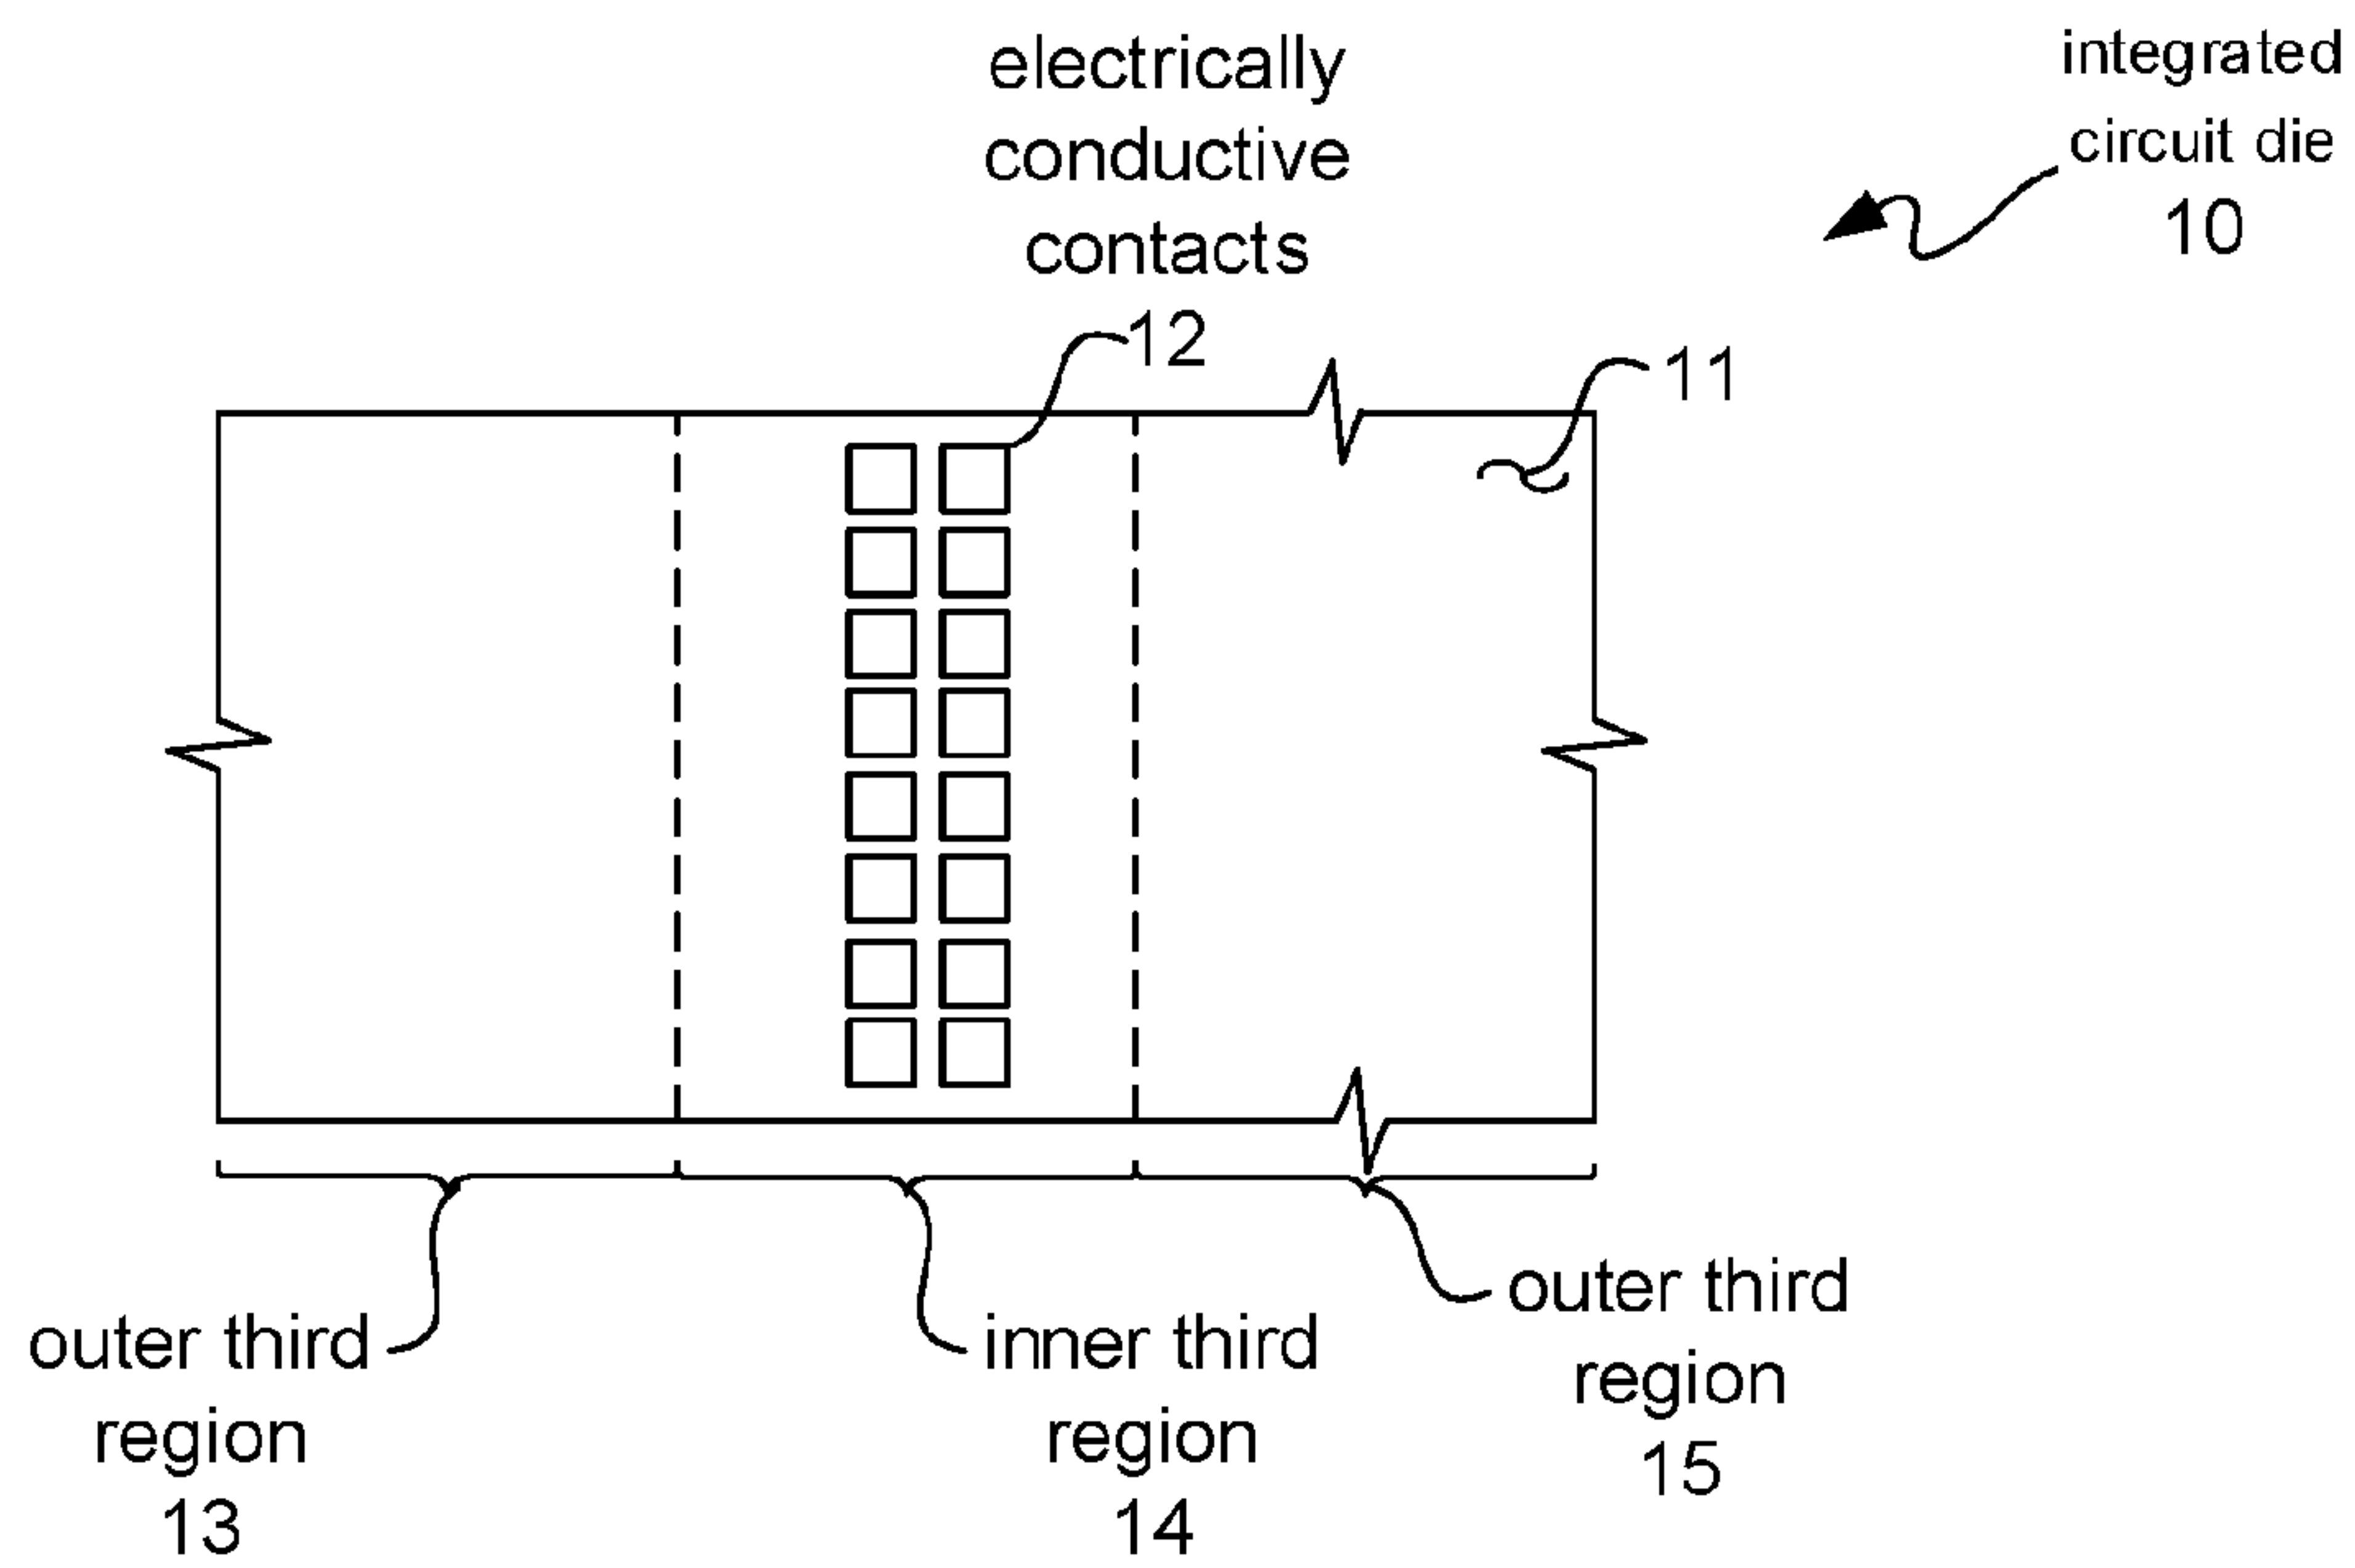 electrically
conductive
contacts
12
integrated
circuit die
10
11
outer third
region
13
inner third
region
14
outer third
region
15